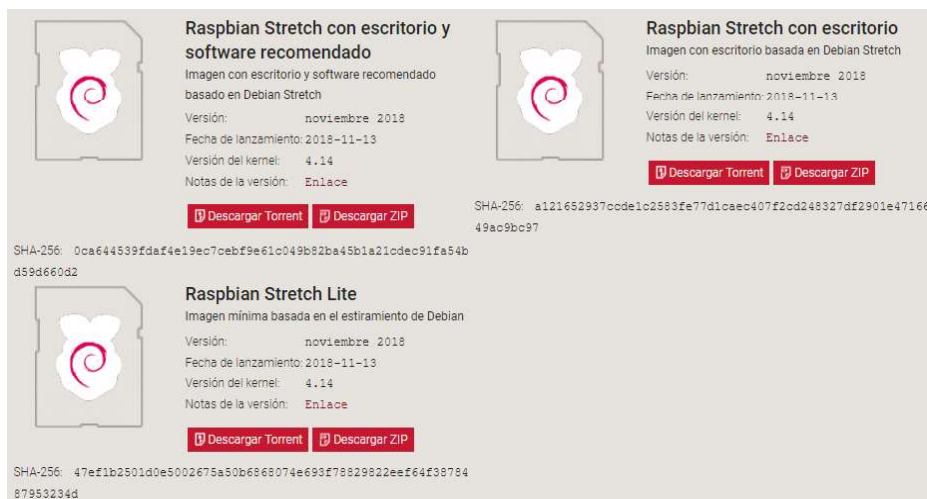 Raspbian Stretch con escritorio y
software recomendado
Imagen con escritorio y software recomendado
basado en Debian Stretch
Versión: noviembre 2018
Fecha de lanzamiento: 2018-11-13
Versión del kernel: 4.14
Notas de la versión: Enlace
Descargar Torrent Descargar ZIP
SHA-256: 0ca644539fdaf4e19ec7cebf9e61c049b82ba45b1a21cdec91fa54b
d59d660d2
Raspbian Stretch con escritorio
Imagen con escritorio basada en Debian Stretch
Versión: noviembre 2018
Fecha de lanzamiento: 2018-11-13
Versión del kernel: 4.14
Notas de la versión: Enlace
Descargar Torrent Descargar ZIP
SHA-256: a121652937ccde1c2583fe77d1caec407f2cd248327df2901e47166
49ac9bc97
Raspbian Stretch Lite
Imagen mínima basada en el estiramiento de Debian
Versión: noviembre 2018
Fecha de lanzamiento: 2018-11-13
Versión del kernel: 4.14
Notas de la versión: Enlace
Descargar Torrent Descargar ZIP
SHA-256: 47ef1b2501d0e5002675a50b6868074e693f78829822eef64f38784
87953234d